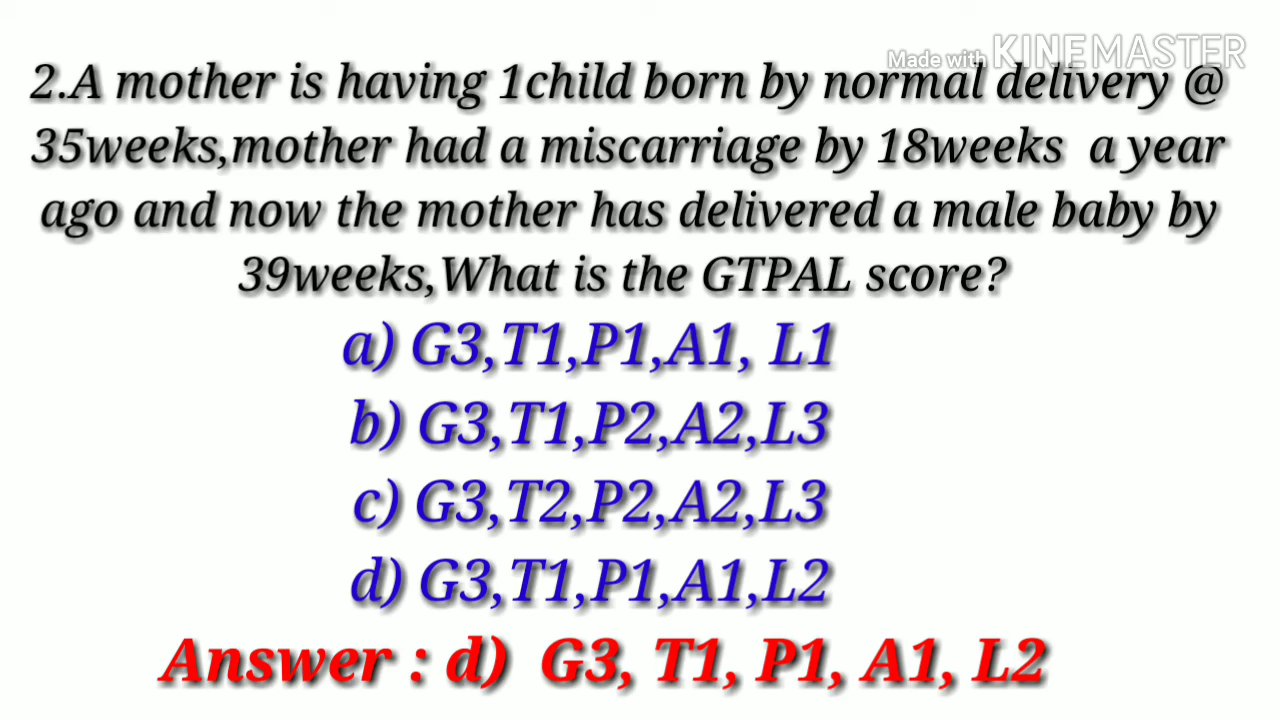 Made with KINEMASTER
2.A mother is having 1child born by normal delivery @
35weeks,mother had a miscarriage by 18weeks a year
ago and now the mother has delivered a male baby by
39weeks,What is the GTPAL score?
a) G3,T1,P1,A1, L1
b) G3,T1,P2,A2,L3
c) G3,T2,P2,A2,L3
d) G3,T1,P1,A1,L2
Answer : d) G3, T1, P1, A1, L2